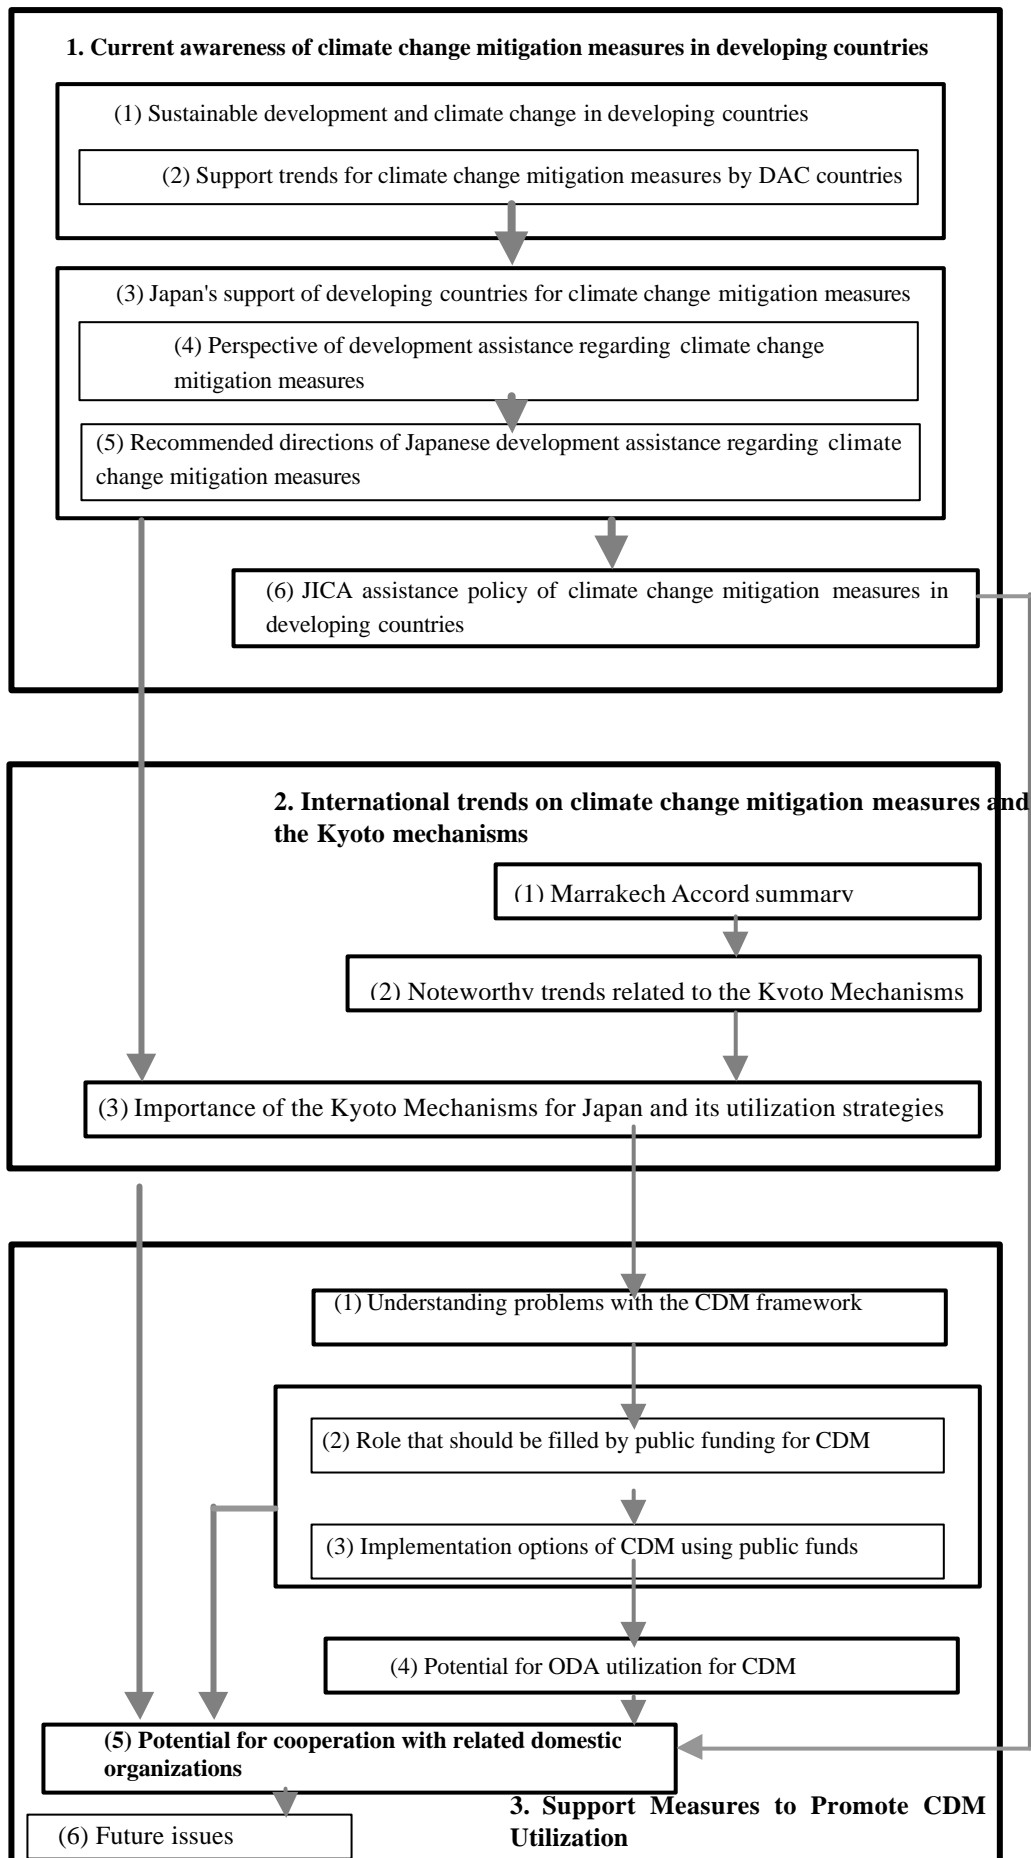 1. Current awareness of climate change mitigation measures in developing countries
(1) Sustainable development and climate change in developing countries
(2) Support trends for climate change mitigation measures by DAC countries
(3) Japan's support of developing countries for climate change mitigation measures
(4) Perspective of development assistance regarding climate change
mitigation measures
(5) Recommended directions of Japanese development assistance regarding climate
change mitigation measures
(6) JICA assistance policy of climate change mitigation measures in
developing countries
2. International trends on climate change mitigation measures and
the Kyoto mechanisms
(1) Marrakech Accord summary
(2) Noteworthy trends related to the Kyoto Mechanisms
(3) Importance of the Kyoto Mechanisms for Japan and its utilization strategies
(1) Understanding problems with the CDM framework
(2) Role that should be filled by public funding for CDM
(3) Implementation options of CDM using public funds
(4) Potential for ODA utilization for CDM
(5) Potential for cooperation with related domestic
organizations
3. Support Measures to Promote CDM
Utilization
(6) Future issues